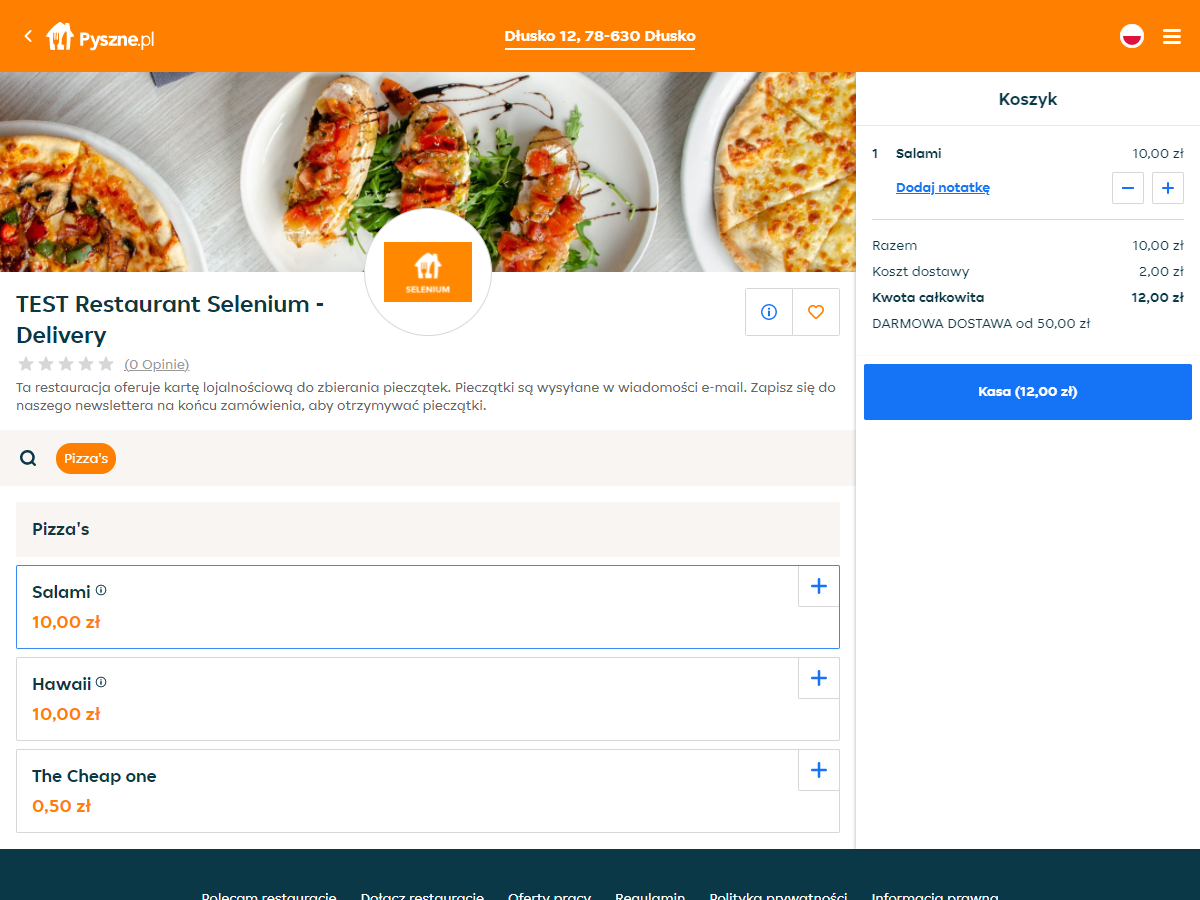 Pyszne.pl
Dłusko 12, 78-630 Dłusko
SELENIUM
TEST Restaurant Selenium -
Delivery
(0 Opinie)
Ta restauracja oferuje kartę lojalnościową do zbierania pieczątek. Pieczątki są wysyłane w wiadomości e-mail. Zapisz się do
naszego newslettera na końcu zamówienia, aby otrzymywać pieczątki.
Pizza's
Pizza's
Salami
10,00 zł
Hawaii
10,00 zł
The Cheap one
0,50 zł
Koszyk
1 Salami 10,00 zł
Dodaj notatkę
Razem 10,00 zł
Koszt dostawy 2,00 zł
Kwota całkowita 12,00 zł
DARMOWA DOSTAWA od 50,00 zł
Kasa (12,00 zł)
Polecam restaurację Dołącz restaurację Oferty pracy Regulamin Polityka prywatności Informacja prawna